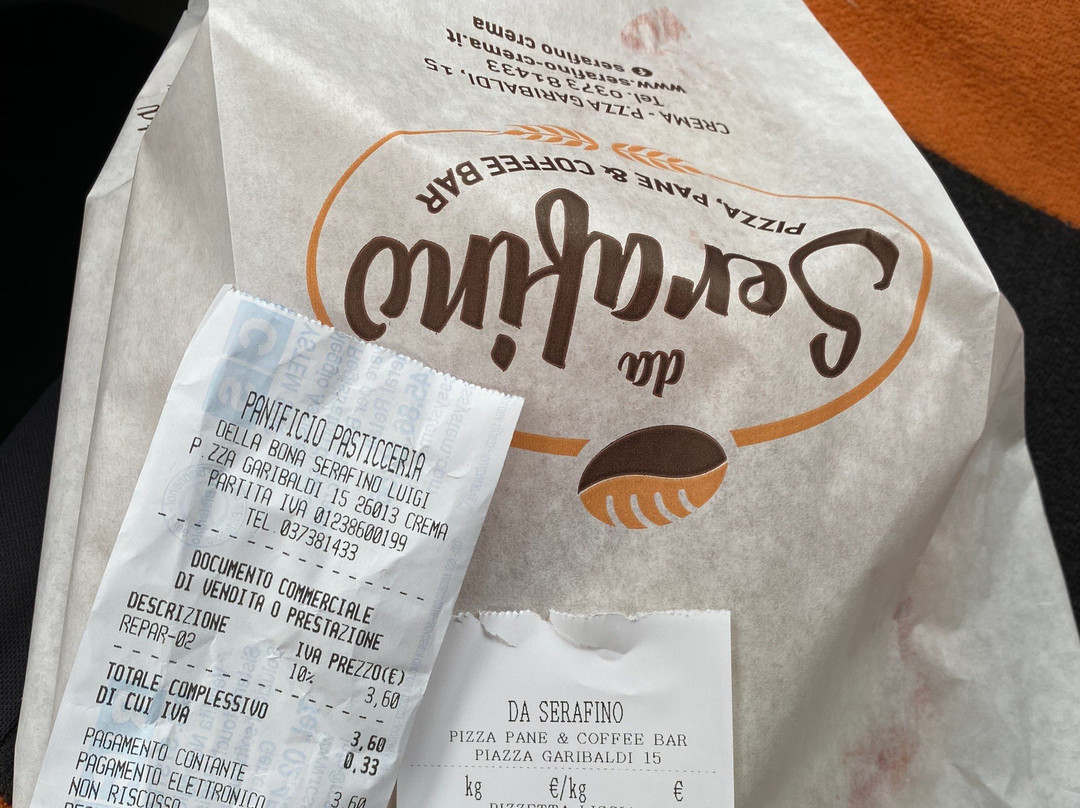 da
Serafino
PIZZA, PANE & COFFEE BAR
CREMA - P.ZZA GARIBALDI, 15
Tel. 0373 81433
www.serafino-crema.it
serafino crema
PANIFICIO PASTICCERIA
DELLA BONA SERAFINO LUIGI
P.ZZA GARIBALDI 15 26013 CREMA
PARTITA IVA 01238600199
TEL. 037381433
DOCUMENTO COMMERCIALE
DI VENDITA O PRESTAZIONE
DESCRIZIONE IVA PREZZO(€)
REPAR-02 10% 3,60
TOTALE COMPLESSIVO 3,60
DI CUI IVA 0,33
PAGAMENTO CONTANTE 3,60
PAGAMENTO ELETTRONICO
NON RISCOSSO
DA SERAFINO
PIZZA PANE & COFFEE BAR
PIAZZA GARIBALDI 15
kg €/kg €